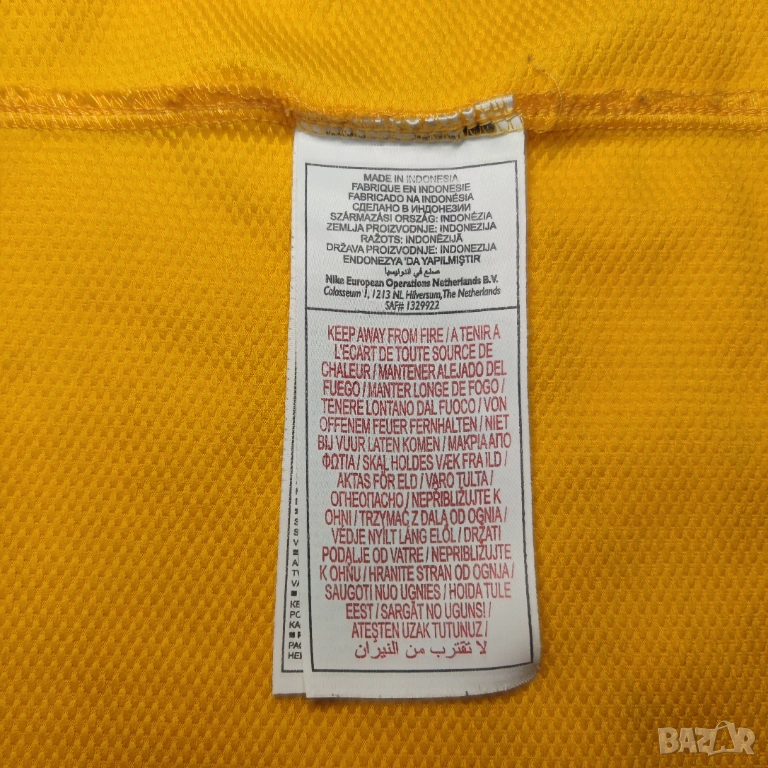 MADE IN INDONESIA
FABRIQUE EN INDONESIE
FABRICADO NA INDONÉSIA
СДЕЛАНО В ИНДОНЕЗИИ
SZÁRMAZÁSI ORSZÁG: INDONÉZIA
ZEMLJA PROIZVODNJE: INDONEZIJA
RAŽOTS: INDONĒZIJĀ
DRŽAVA PROIZVODNJE: INDONEZIJA
ENDONEZYA 'DA YAPILMIŞTIR
صنع في اندونيسيا
Nike European Operations Netherlands B.V.
Colosseum 1, 1213 NL Hilversum, The Netherlands
SAF# 1329922
KEEP AWAY FROM FIRE / A TENIR A
L'ECART DE TOUTE SOURCE DE
CHALEUR / MANTENER ALEJADO DEL
FUEGO / MANTER LONGE DE FOGO /
TENERE LONTANO DAL FUOCO / VON
OFFENEM FEUER FERNHALTEN / NIET
BIJ VUUR LATEN KOMEN / ΜΑΚΡΙΑ ΑΠΟ
ΦΩΤΙΑ / SKAL HOLDES VÆK FRA ILD /
AKTAS FÖR ELD / VARO TULTA /
ОГНЕОПАСНО / NEPŘIBLIŽUJTE K
OHNI / TRZYMAĆ Z DALA OD OGNIA /
VÉDJE NYÍLT LÁNG ELŐL / DRŽATI
PODALJE OD VATRE / NEPRIBLIŽUJTE
K OHŇU / HRANITE STRAN OD OGNJA /
SAUGOTI NUO UGNIES / HOIDA TULE
EEST / SARGĀT NO UGUNS! /
ATEŞTEN UZAK TUTUNUZ /
لا تقترب من النيران
BAZAR